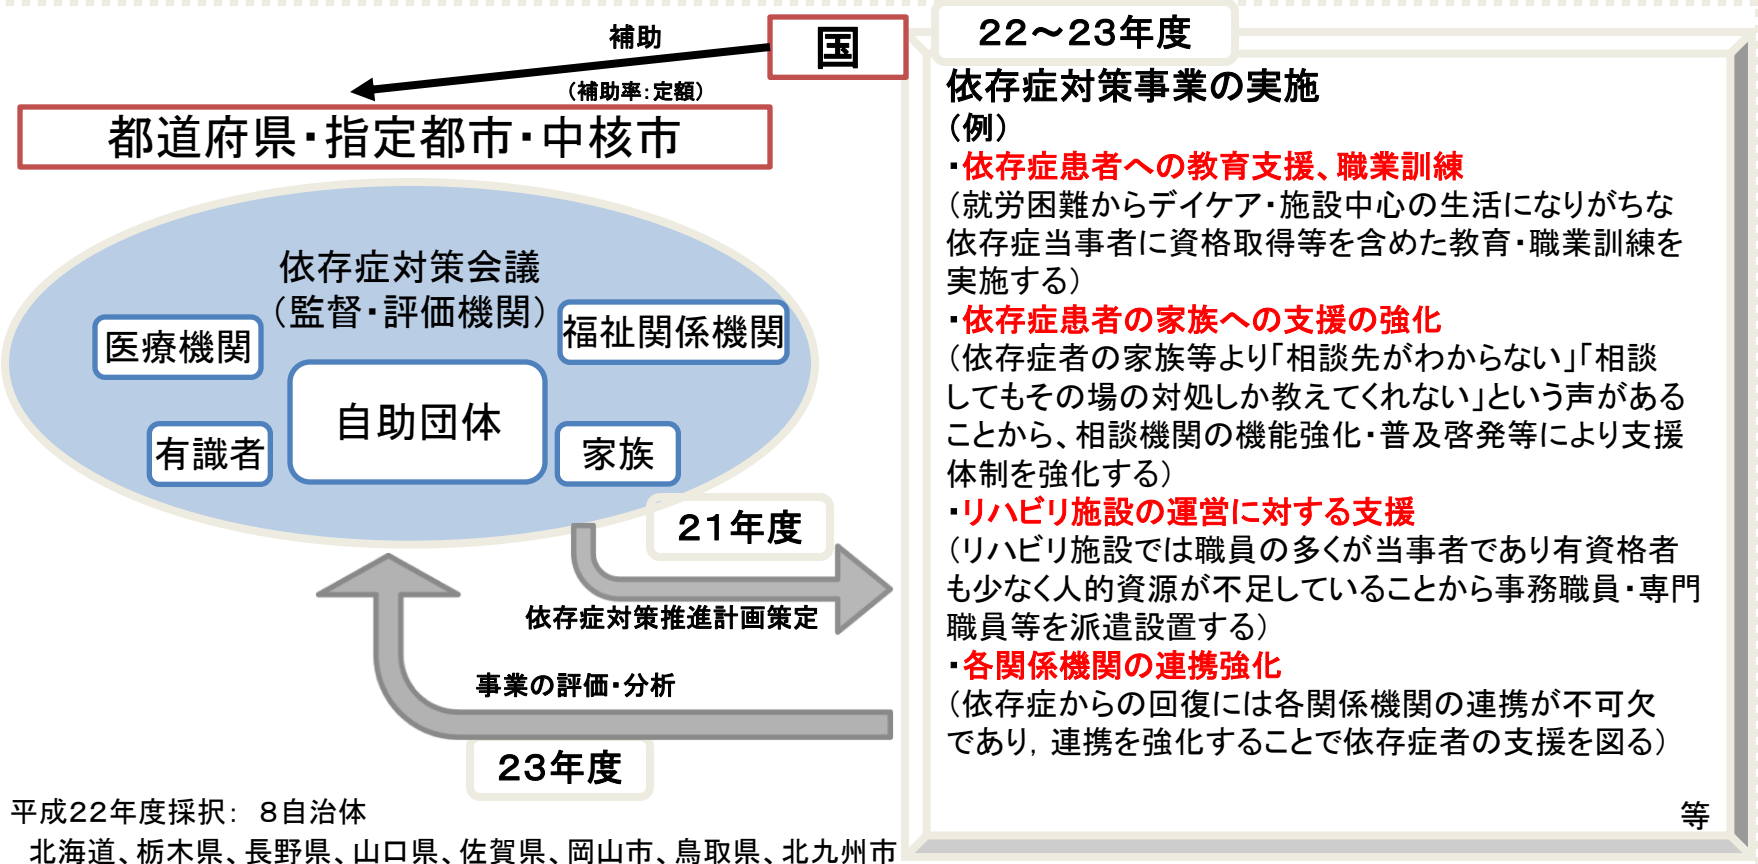 補助
国
(補助率:定額)
都道府県・指定都市・中核市
依存症対策会議
(監督・評価機関)
医療機関
福祉関係機関
自助団体
有識者
家族
21年度
依存症対策推進計画策定
事業の評価・分析
23年度
平成22年度採択: 8自治体
北海道、栃木県、長野県、山口県、佐賀県、岡山市、鳥取県、北九州市
22～23年度
依存症対策事業の実施
(例)
・依存症患者への教育支援、職業訓練
(就労困難からデイケア・施設中心の生活になりがちな
依存症当事者に資格取得等を含めた教育・職業訓練を
実施する)
・依存症患者の家族への支援の強化
(依存症者の家族等より「相談先がわからない」「相談
してもその場の対処しか教えてくれない」という声がある
ことから、相談機関の機能強化・普及啓発等により支援
体制を強化する)
・リハビリ施設の運営に対する支援
(リハビリ施設では職員の多くが当事者であり有資格者
も少なく人的資源が不足していることから事務職員・専門
職員等を派遣設置する)
・各関係機関の連携強化
(依存症からの回復には各関係機関の連携が不可欠
であり, 連携を強化することで依存症者の支援を図る)
等